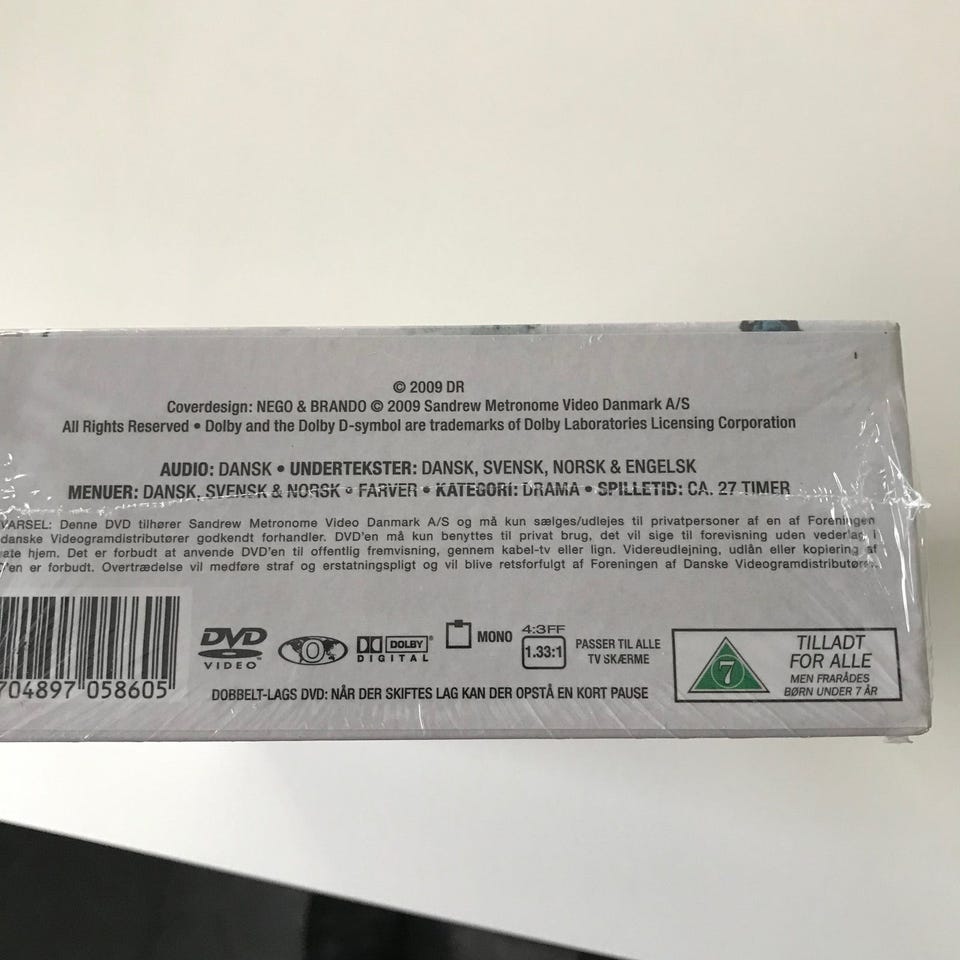 © 2009 DR
Coverdesign: NEGO & BRANDO © 2009 Sandrew Metronome Video Danmark A/S
All Rights Reserved • Dolby and the Dolby D-symbol are trademarks of Dolby Laboratories Licensing Corporation
AUDIO: DANSK • UNDERTEKSTER: DANSK, SVENSK, NORSK & ENGELSK
MENUER: DANSK, SVENSK & NORSK • FARVER • KATEGORI: DRAMA • SPILLETID: CA. 27 TIMER
VARSEL: Denne DVD tilhører Sandrew Metronome Video Danmark A/S og må kun sælges/udlejes til privatpersoner af en af Foreningen
danske Videogramdistributører godkendt forhandler. DVD'en må kun benyttes til privat brug, det vil sige til forevisning uden vederlag i
ate hjem. Det er forbudt at anvende DVD'en til offentlig fremvisning, gennem kabel-tv eller lign. Videreudlejning, udlån eller kopiering af
'en er forbudt. Overtrædelse vil medføre straf og erstatningspligt og vil blive retsforfulgt af Foreningen af Danske Videogramdistributører.
DVD
VIDEO™
DOLBY®
DIGITAL
MONO
4:3FF
1.33:1
PASSER TIL ALLE
TV SKÆRME
7
TILLADT
FOR ALLE
MEN FRARÅDES
BØRN UNDER 7 ÅR
704897 058605
DOBBELT-LAGS DVD: NÅR DER SKIFTES LAG KAN DER OPSTÅ EN KORT PAUSE